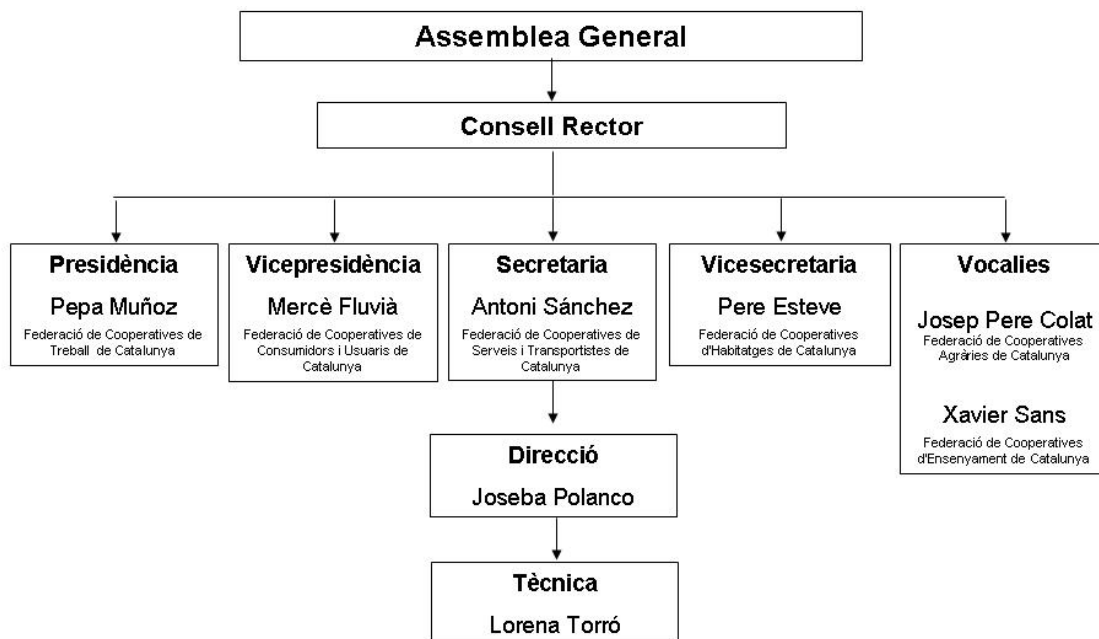 Assemblea General
Consell Rector
Presidència
Pepa Muñoz
Federació de Cooperatives de
Treball de Catalunya
Vicepresidència
Mercè Fluvià
Federació de Cooperatives de
Consumidors i Usuaris de
Catalunya
Secretaria
Antoni Sánchez
Federació de Cooperatives de
Serveis i Transportistes de
Catalunya
Vicesecretaria
Pere Esteve
Federació de Cooperatives
d'Habitatges de Catalunya
Vocalies
Josep Pere Colat
Federació de Cooperatives
Agràries de Catalunya
Xavier Sans
Federació de Cooperatives
d'Ensenyament de Catalunya
Direcció
Joseba Polanco
Tècnica
Lorena Torró